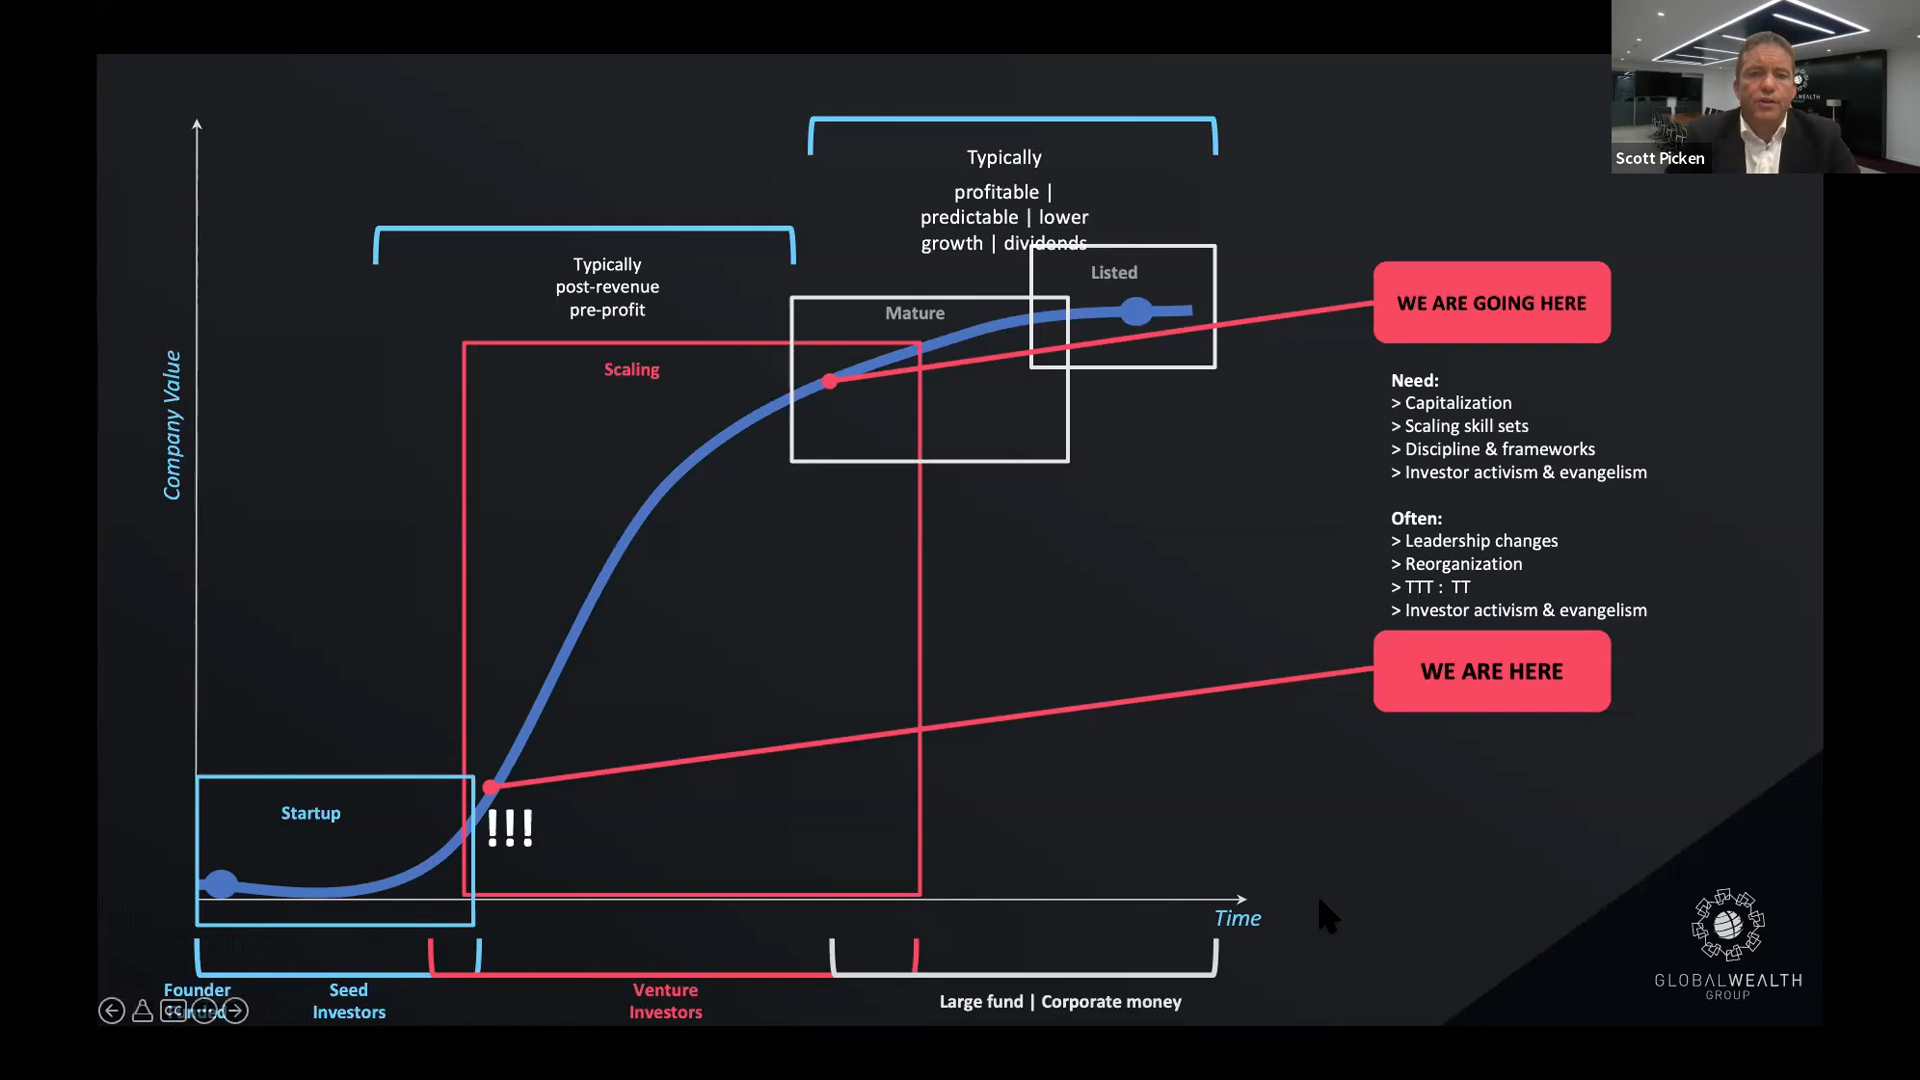 Scott Picken
Typically
profitable |
predictable | lower
growth | dividends
Typically
post-revenue
pre-profit
Listed
Mature
Scaling
WE ARE GOING HERE
Company Value
Need:
> Capitalization
> Scaling skill sets
> Discipline & frameworks
> Investor activism & evangelism
Often:
> Leadership changes
> Reorganization
> TTT : TT
> Investor activism & evangelism
WE ARE HERE
Startup
!!!
Time
Founder
Funded
Seed
Investors
Venture
Investors
Large fund | Corporate money
GLOBALWEALTH
GROUP